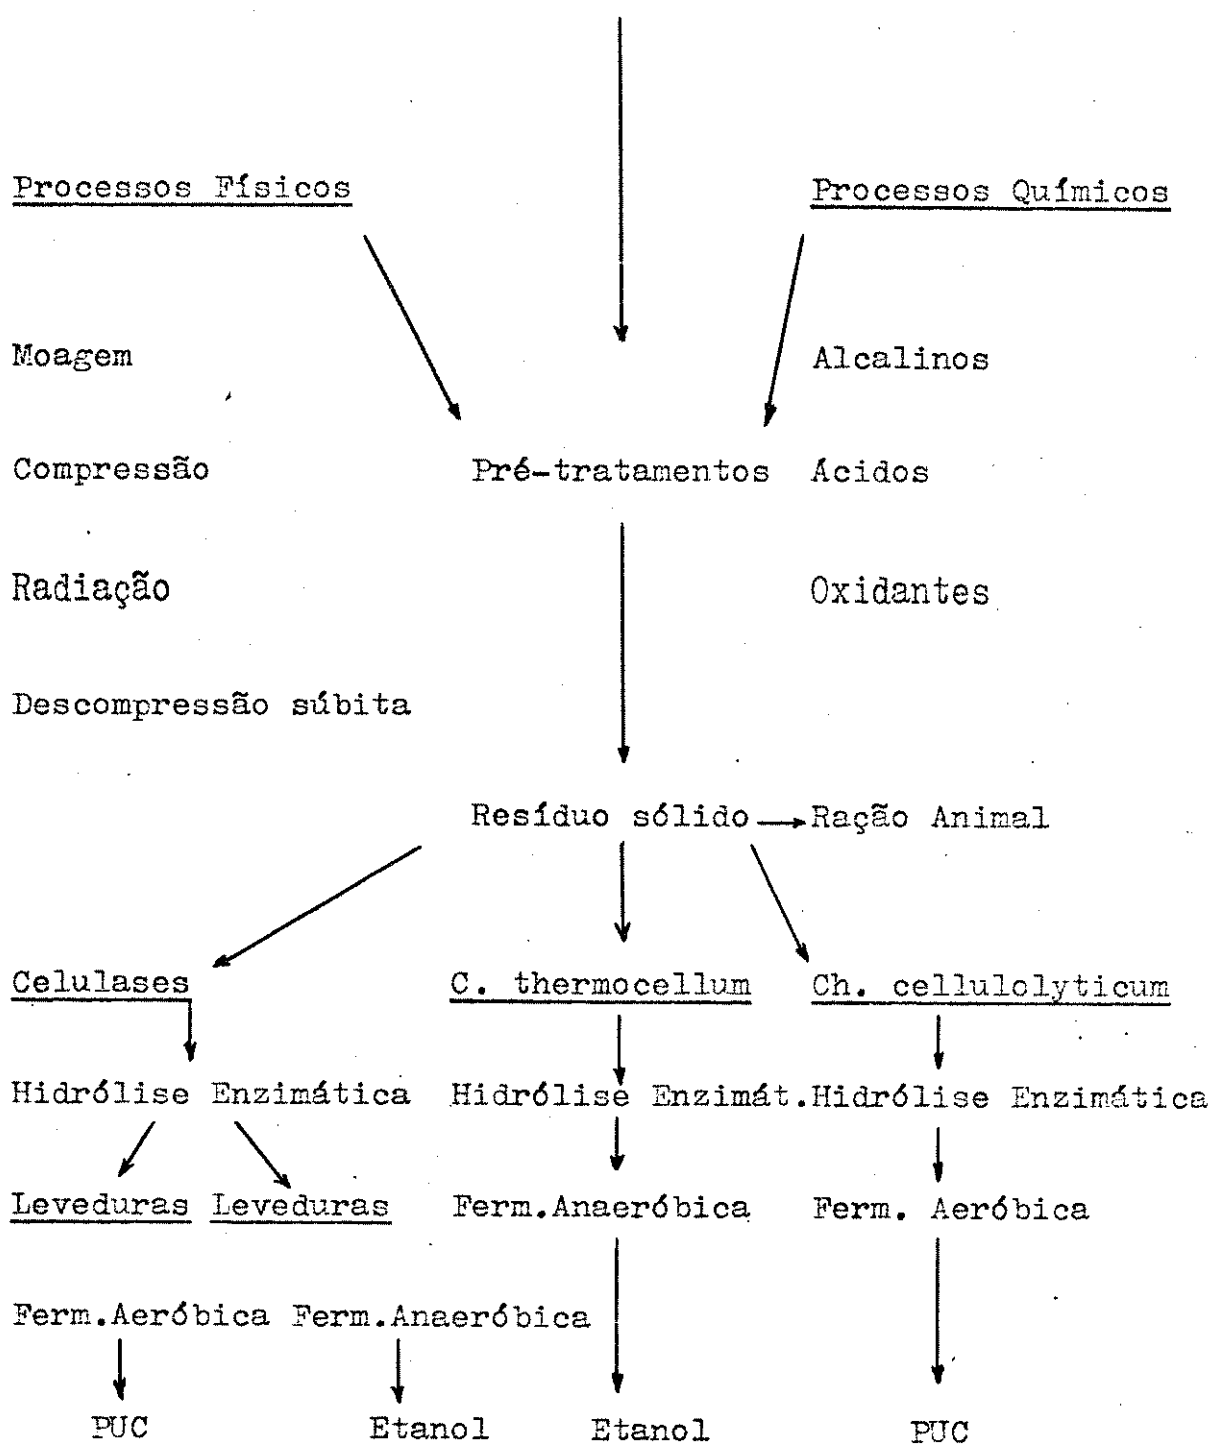 Processos Físicos Processos Químicos
Moagem Alcalinos
Compressão Pré-tratamentos Ácidos
Radiação Oxidantes
Descompressão súbita
Resíduo sólido Ração Animal
Celulases C. thermocellum Ch. cellulolyticum
Hidrólise Enzimática Hidrólise Enzimát. Hidrólise Enzimática
Leveduras Leveduras Ferm.Anaeróbica Ferm. Aeróbica
Ferm.Aeróbica Ferm.Anaeróbica
PUC Etanol Etanol PUC